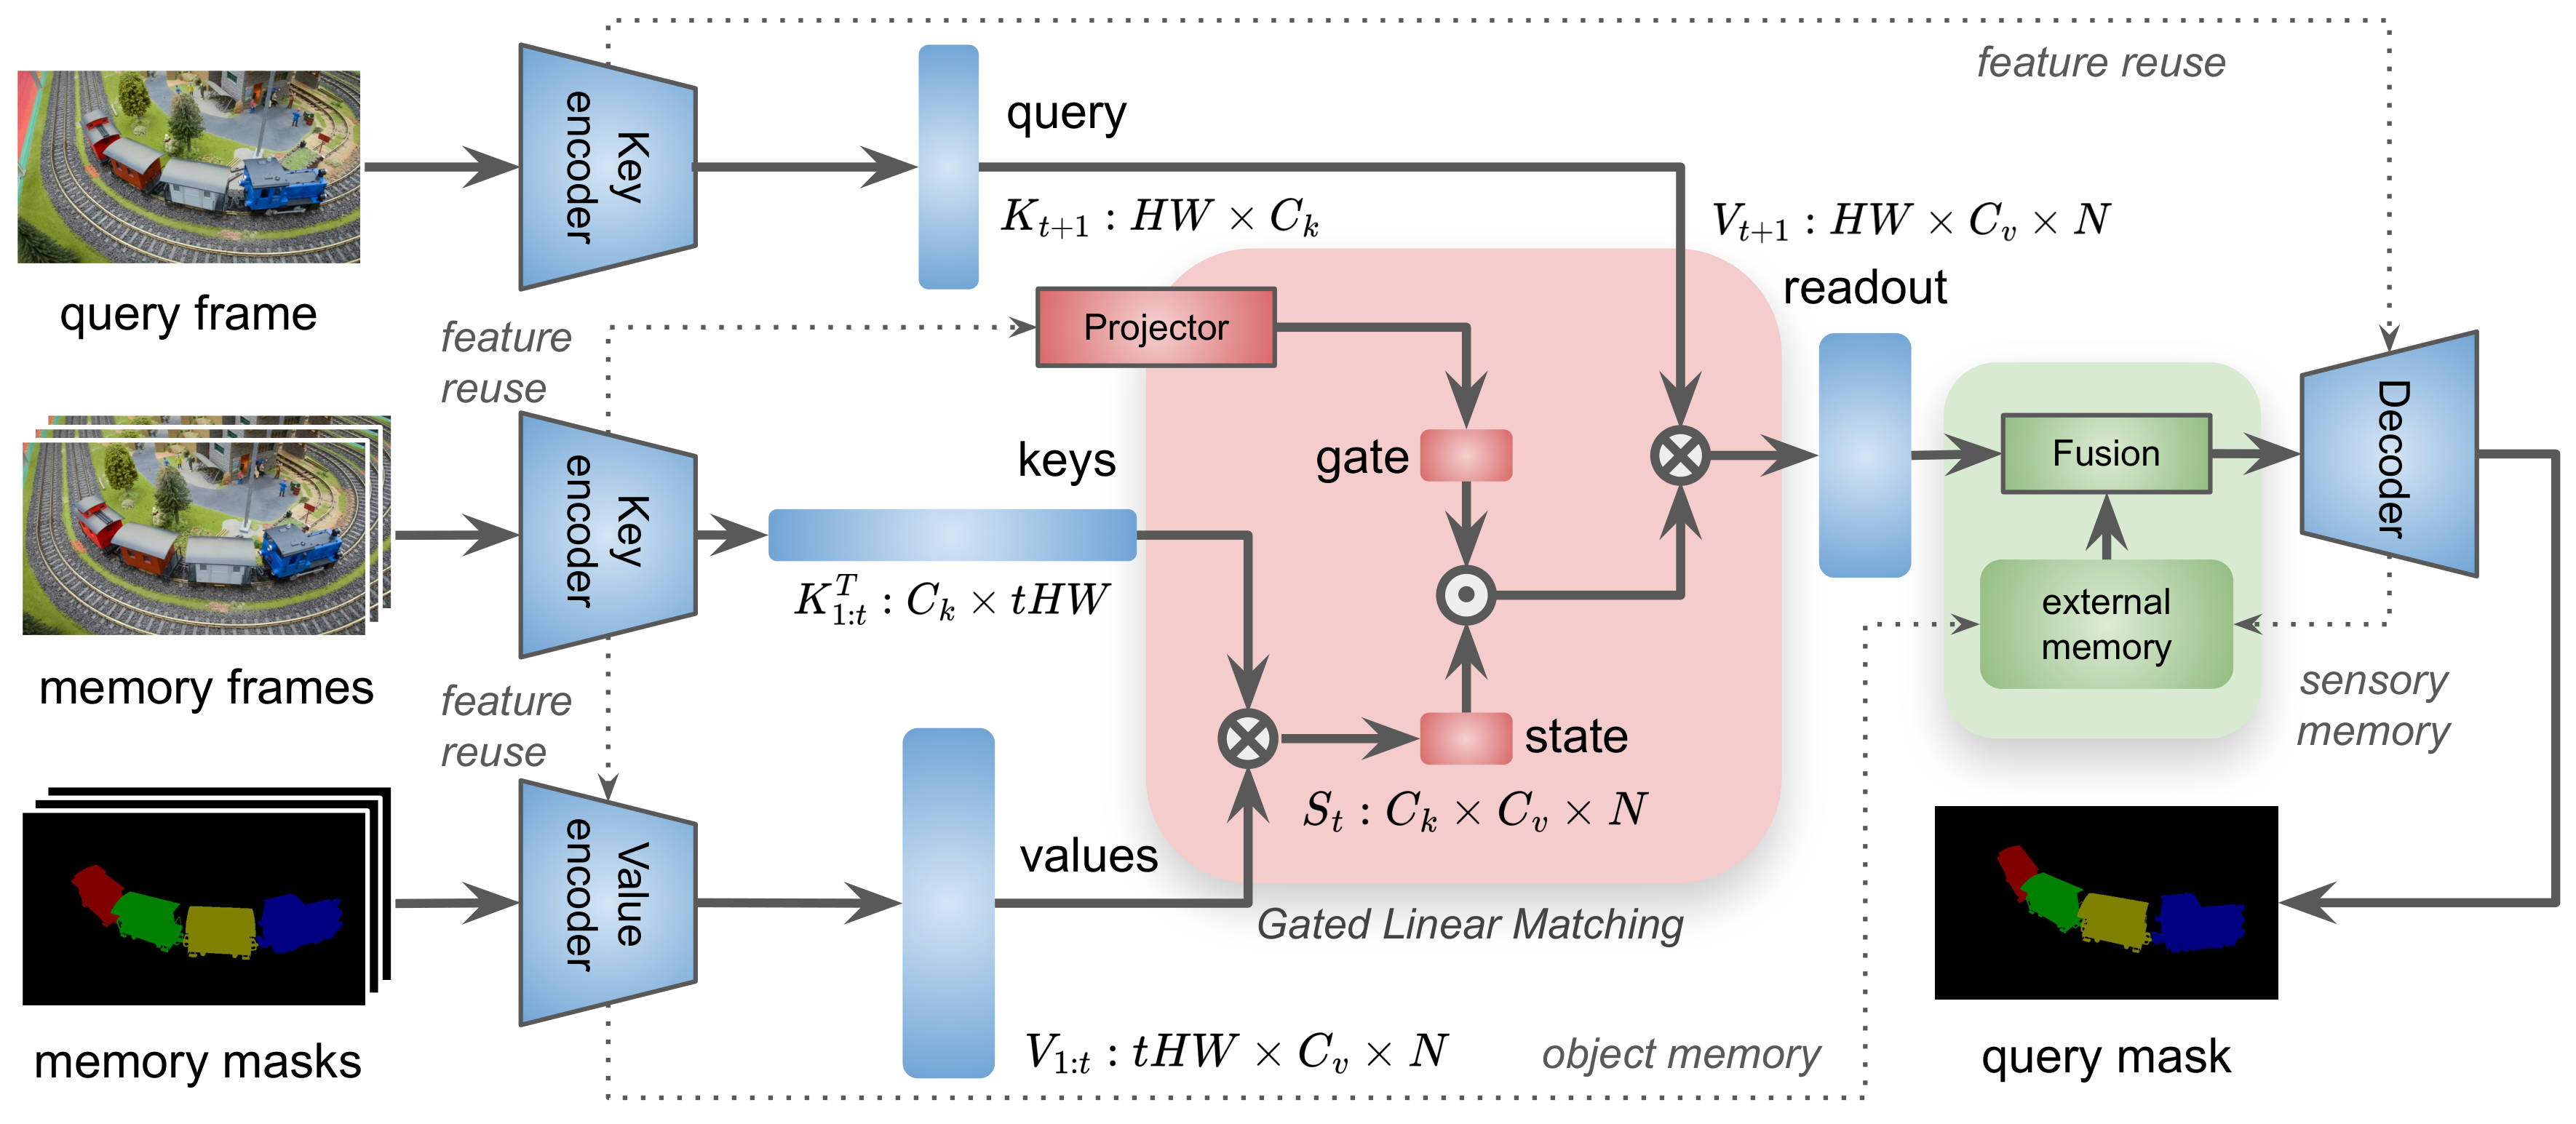 feature reuse
Key
encoder
query
query frame
$K_{t+1} : HW \times C_k$
$V_{t+1} : HW \times C_v \times N$
readout
feature
reuse
Projector
Decoder
Key
encoder
keys
gate
Fusion
$K_{1:t}^T : C_k \times tHW$
external
memory
memory frames
feature
reuse
state
sensory
memory
$S_t : C_k \times C_v \times N$
Value
encoder
values
Gated Linear Matching
memory masks
$V_{1:t} : tHW \times C_v \times N$
object memory
query mask